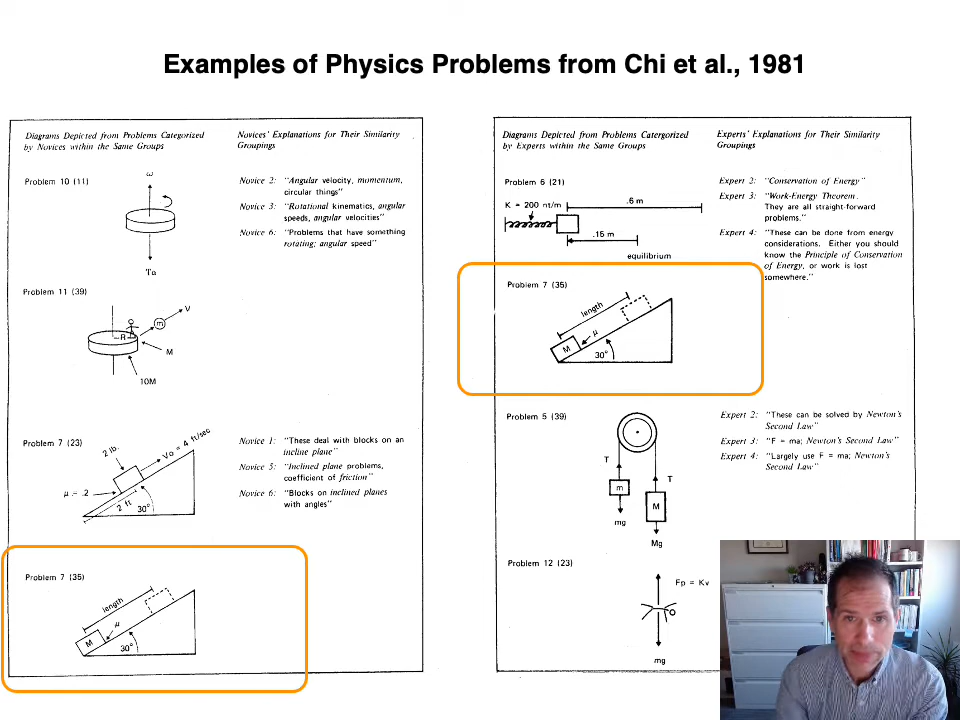 Examples of Physics Problems from Chi et al., 1981
Diagrams Depicted from Problems Categorized
by Novices within the Same Groups
Novices' Explanations for Their Similarity
Groupings
Problem 10 (11)
ω
Novice 2: "Angular velocity, momentum,
circular things"
Novice 3: "Rotational kinematics, angular
speeds, angular velocities"
Novice 6: "Problems that have something
rotating; angular speed"
Problem 11 (39)
V
m
R
M
10M
Problem 7 (23)
2 lb.
Vo = 4 ft/sec
μ = .2
2 ft
30°
Novice 1: "These deal with blocks on an
incline plane"
Novice 5: "Inclined plane problems,
coefficient of friction"
Novice 6: "Blocks on inclined planes
with angles"
Problem 7 (35)
length
M
μ
30°
Diagrams Depicted from Problems Catergorized
by Experts within the Same Groups
Experts' Explanations for Their Similarity
Groupings
Problem 6 (21)
K = 200 nt/m
.6 m
.15 m
equilibrium
Expert 2: "Conservation of Energy"
Expert 3: "Work-Energy Theorem.
They are all straight-forward
problems."
Expert 4: "These can be done from energy
considerations. Either you should
know the Principle of Conservation
of Energy, or work is lost
somewhere."
Problem 7 (35)
length
M
μ
30°
Problem 5 (39)
T
T
m
M
mg
Mg
Expert 2: "These can be solved by Newton's
Second Law"
Expert 3: "F = ma; Newton's Second Law"
Expert 4: "Largely use F = ma; Newton's
Second Law"
Problem 12 (23)
Fp = Kv
mg